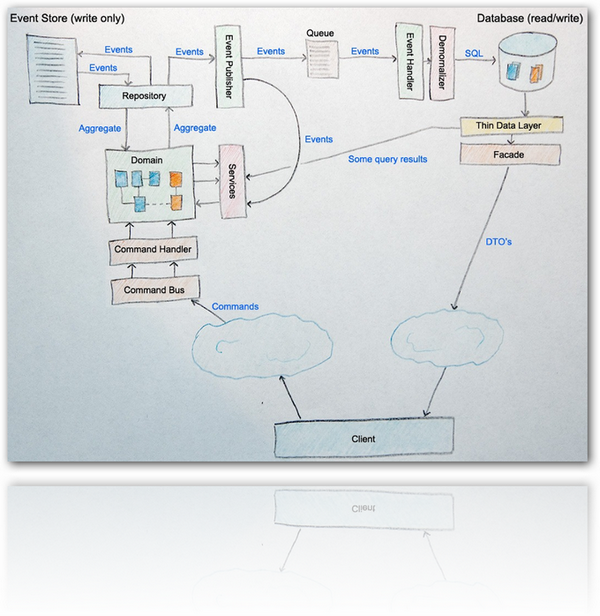 Event Store (write only)
Database (read/write)
Events
Events
Events
Events
Queue
Events
SQL
Event Publisher
Event Handler
Demornalizer
Repository
Thin Data Layer
Aggregate
Aggregate
Events
Some query results
Facade
Domain
Services
DTO's
Command Handler
Command Bus
Commands
Client
Client